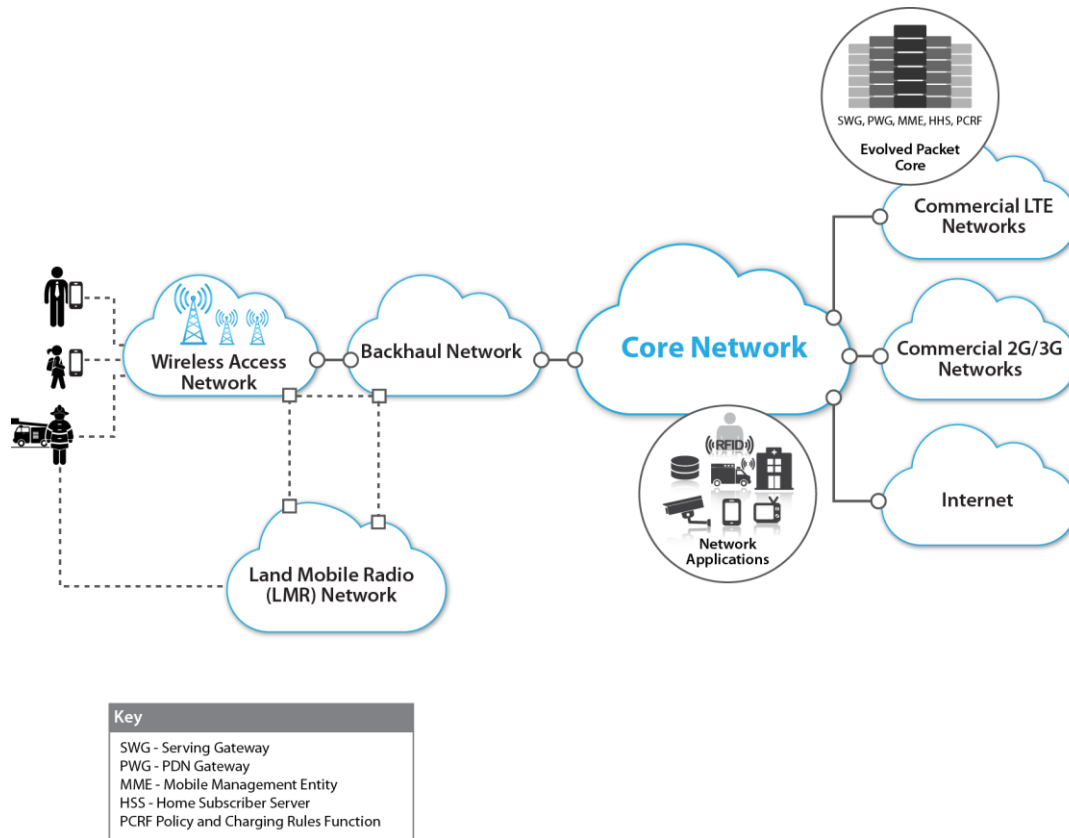 SWG, PWG, MME, HHS, PCRF
Evolved Packet
Core
Commercial LTE
Networks
Wireless Access
Network
Backhaul Network
Core Network
Commercial 2G/3G
Networks
RFID
Network
Applications
Internet
Land Mobile Radio
(LMR) Network
Key
SWG - Serving Gateway
PWG - PDN Gateway
MME - Mobile Management Entity
HSS - Home Subscriber Server
PCRF Policy and Charging Rules Function